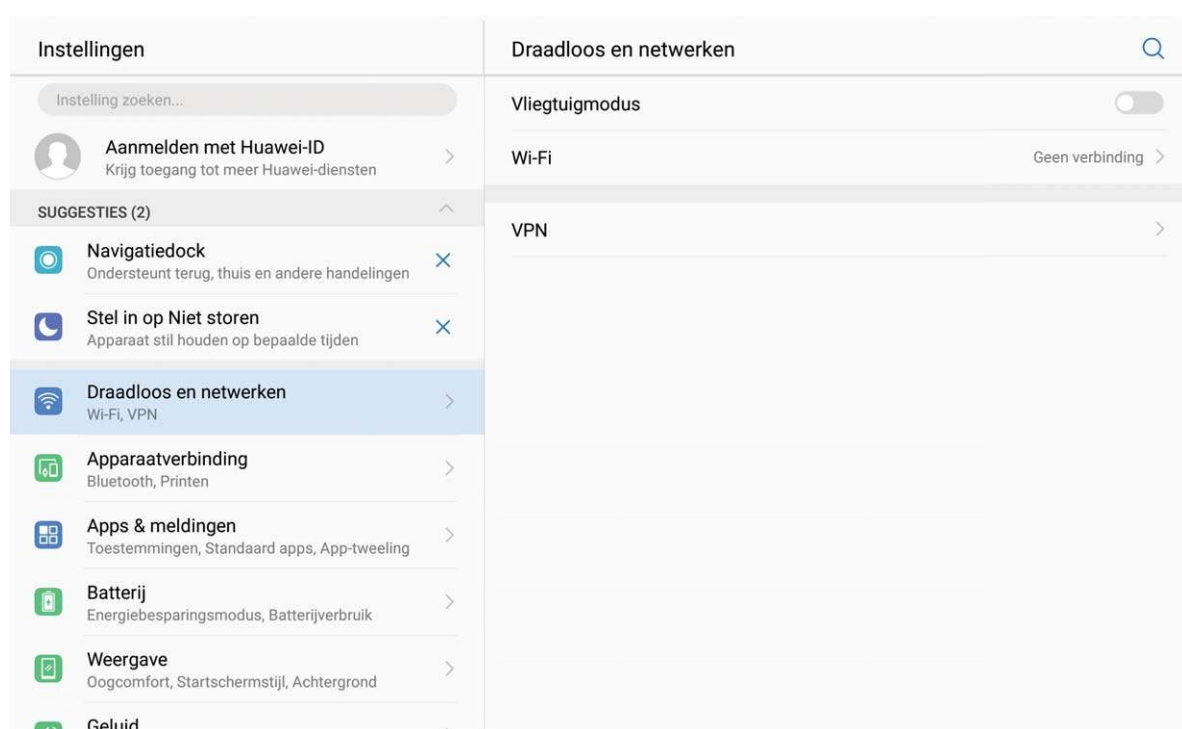 Instellingen
Instelling zoeken...
Aanmelden met Huawei-ID
Krijg toegang tot meer Huawei-diensten
SUGGESTIES (2)
Navigatiedock
Ondersteunt terug, thuis en andere handelingen
Stel in op Niet storen
Apparaat stil houden op bepaalde tijden
Draadloos en netwerken
Wi-Fi, VPN
Apparaatverbinding
Bluetooth, Printen
Apps & meldingen
Toestemmingen, Standaard apps, App-tweeling
Batterij
Energiebesparingsmodus, Batterijverbruik
Weergave
Oogcomfort, Startschermstijl, Achtergrond
Geluid
Draadloos en netwerken
Vliegtuigmodus
Wi-Fi Geen verbinding
VPN